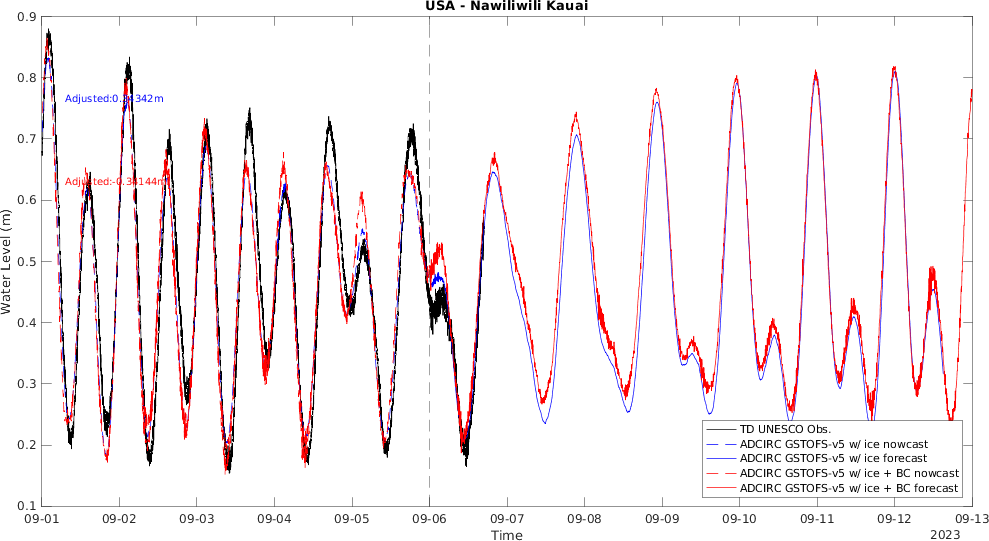 USA - Nawiliwili Kauai
0.9
0.8
0.7
0.6
0.5
0.4
0.3
0.2
0.1
Water Level (m)
09-01
09-02
09-03
09-04
09-05
09-06
09-07
09-08
09-09
09-10
09-11
09-12
09-13
Time
2023
TD UNESCO Obs.
ADCIRC GSTOFS-v5 w/ ice nowcast
ADCIRC GSTOFS-v5 w/ ice forecast
ADCIRC GSTOFS-v5 w/ ice + BC nowcast
ADCIRC GSTOFS-v5 w/ ice + BC forecast